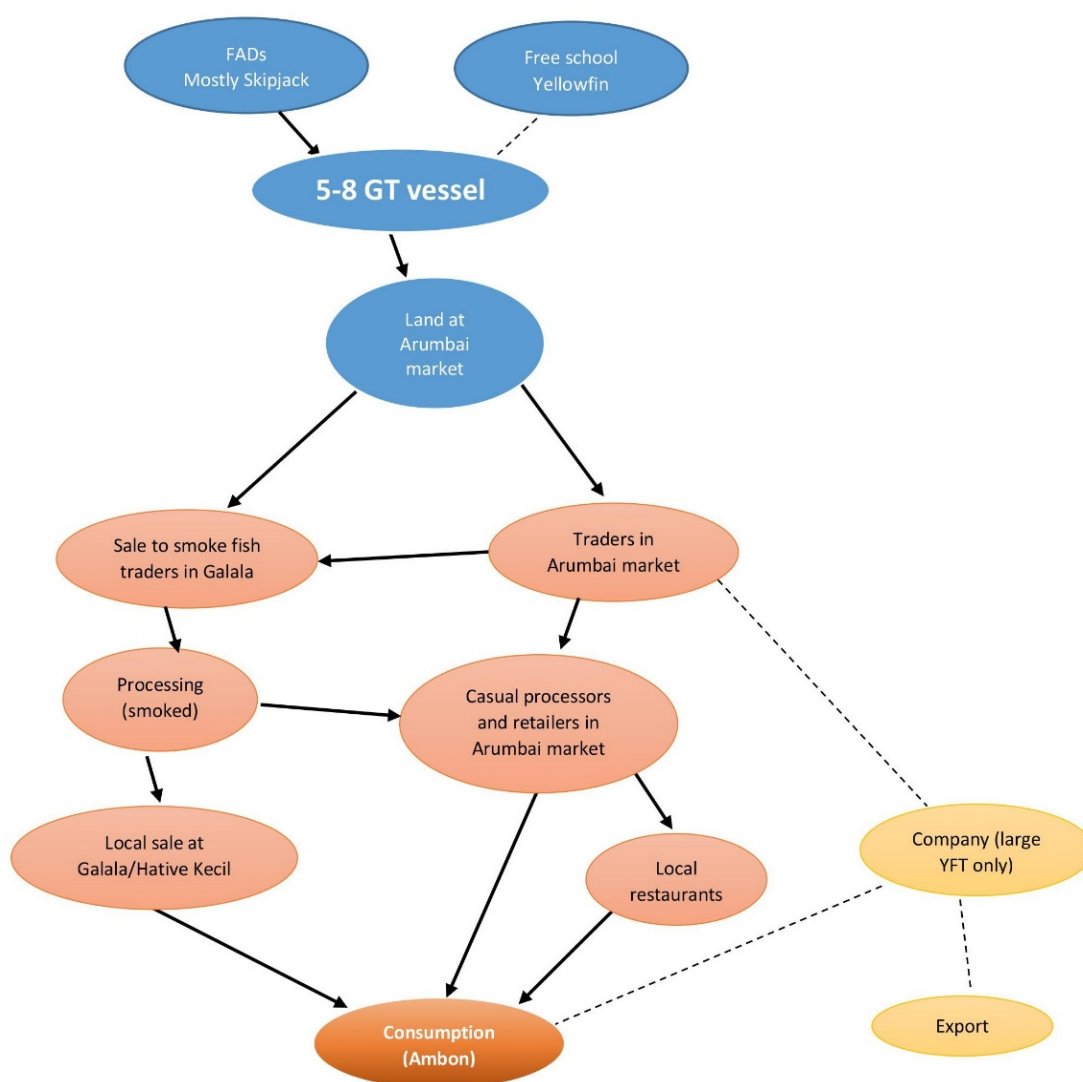 FADs
Mostly Skipjack
Free school
Yellowfin
5-8 GT vessel
Land at
Arumbai
market
Sale to smoke fish
traders in Galala
Traders in
Arumbai market
Processing
(smoked)
Casual processors
and retailers in
Arumbai market
Local sale at
Galala/Hative Kecil
Local
restaurants
Company (large
YFT only)
Consumption
(Ambon)
Export